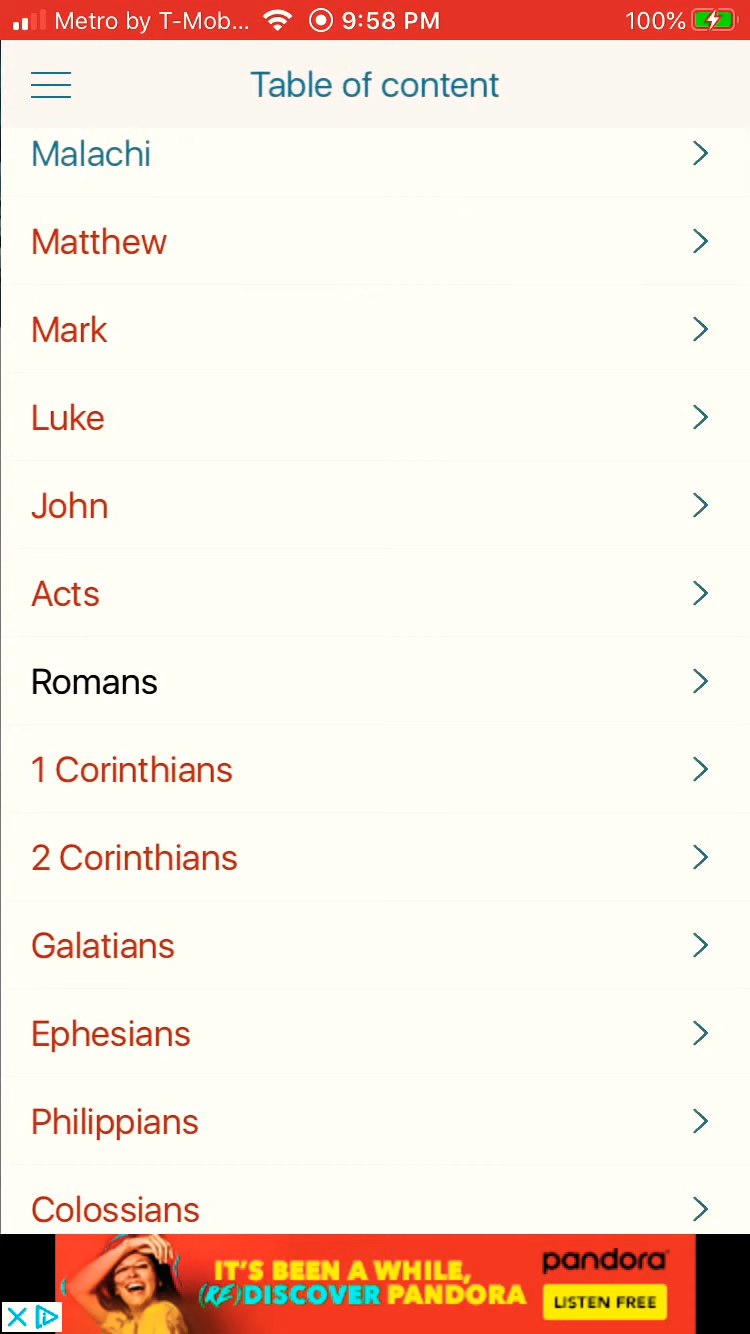 Metro by T-Mob... 9:58 PM 100%
Table of content
Malachi
Matthew
Mark
Luke
John
Acts
Romans
1 Corinthians
2 Corinthians
Galatians
Ephesians
Philippians
Colossians
IT'S BEEN A WHILE,
(RE)DISCOVER PANDORA
pandora
LISTEN FREE